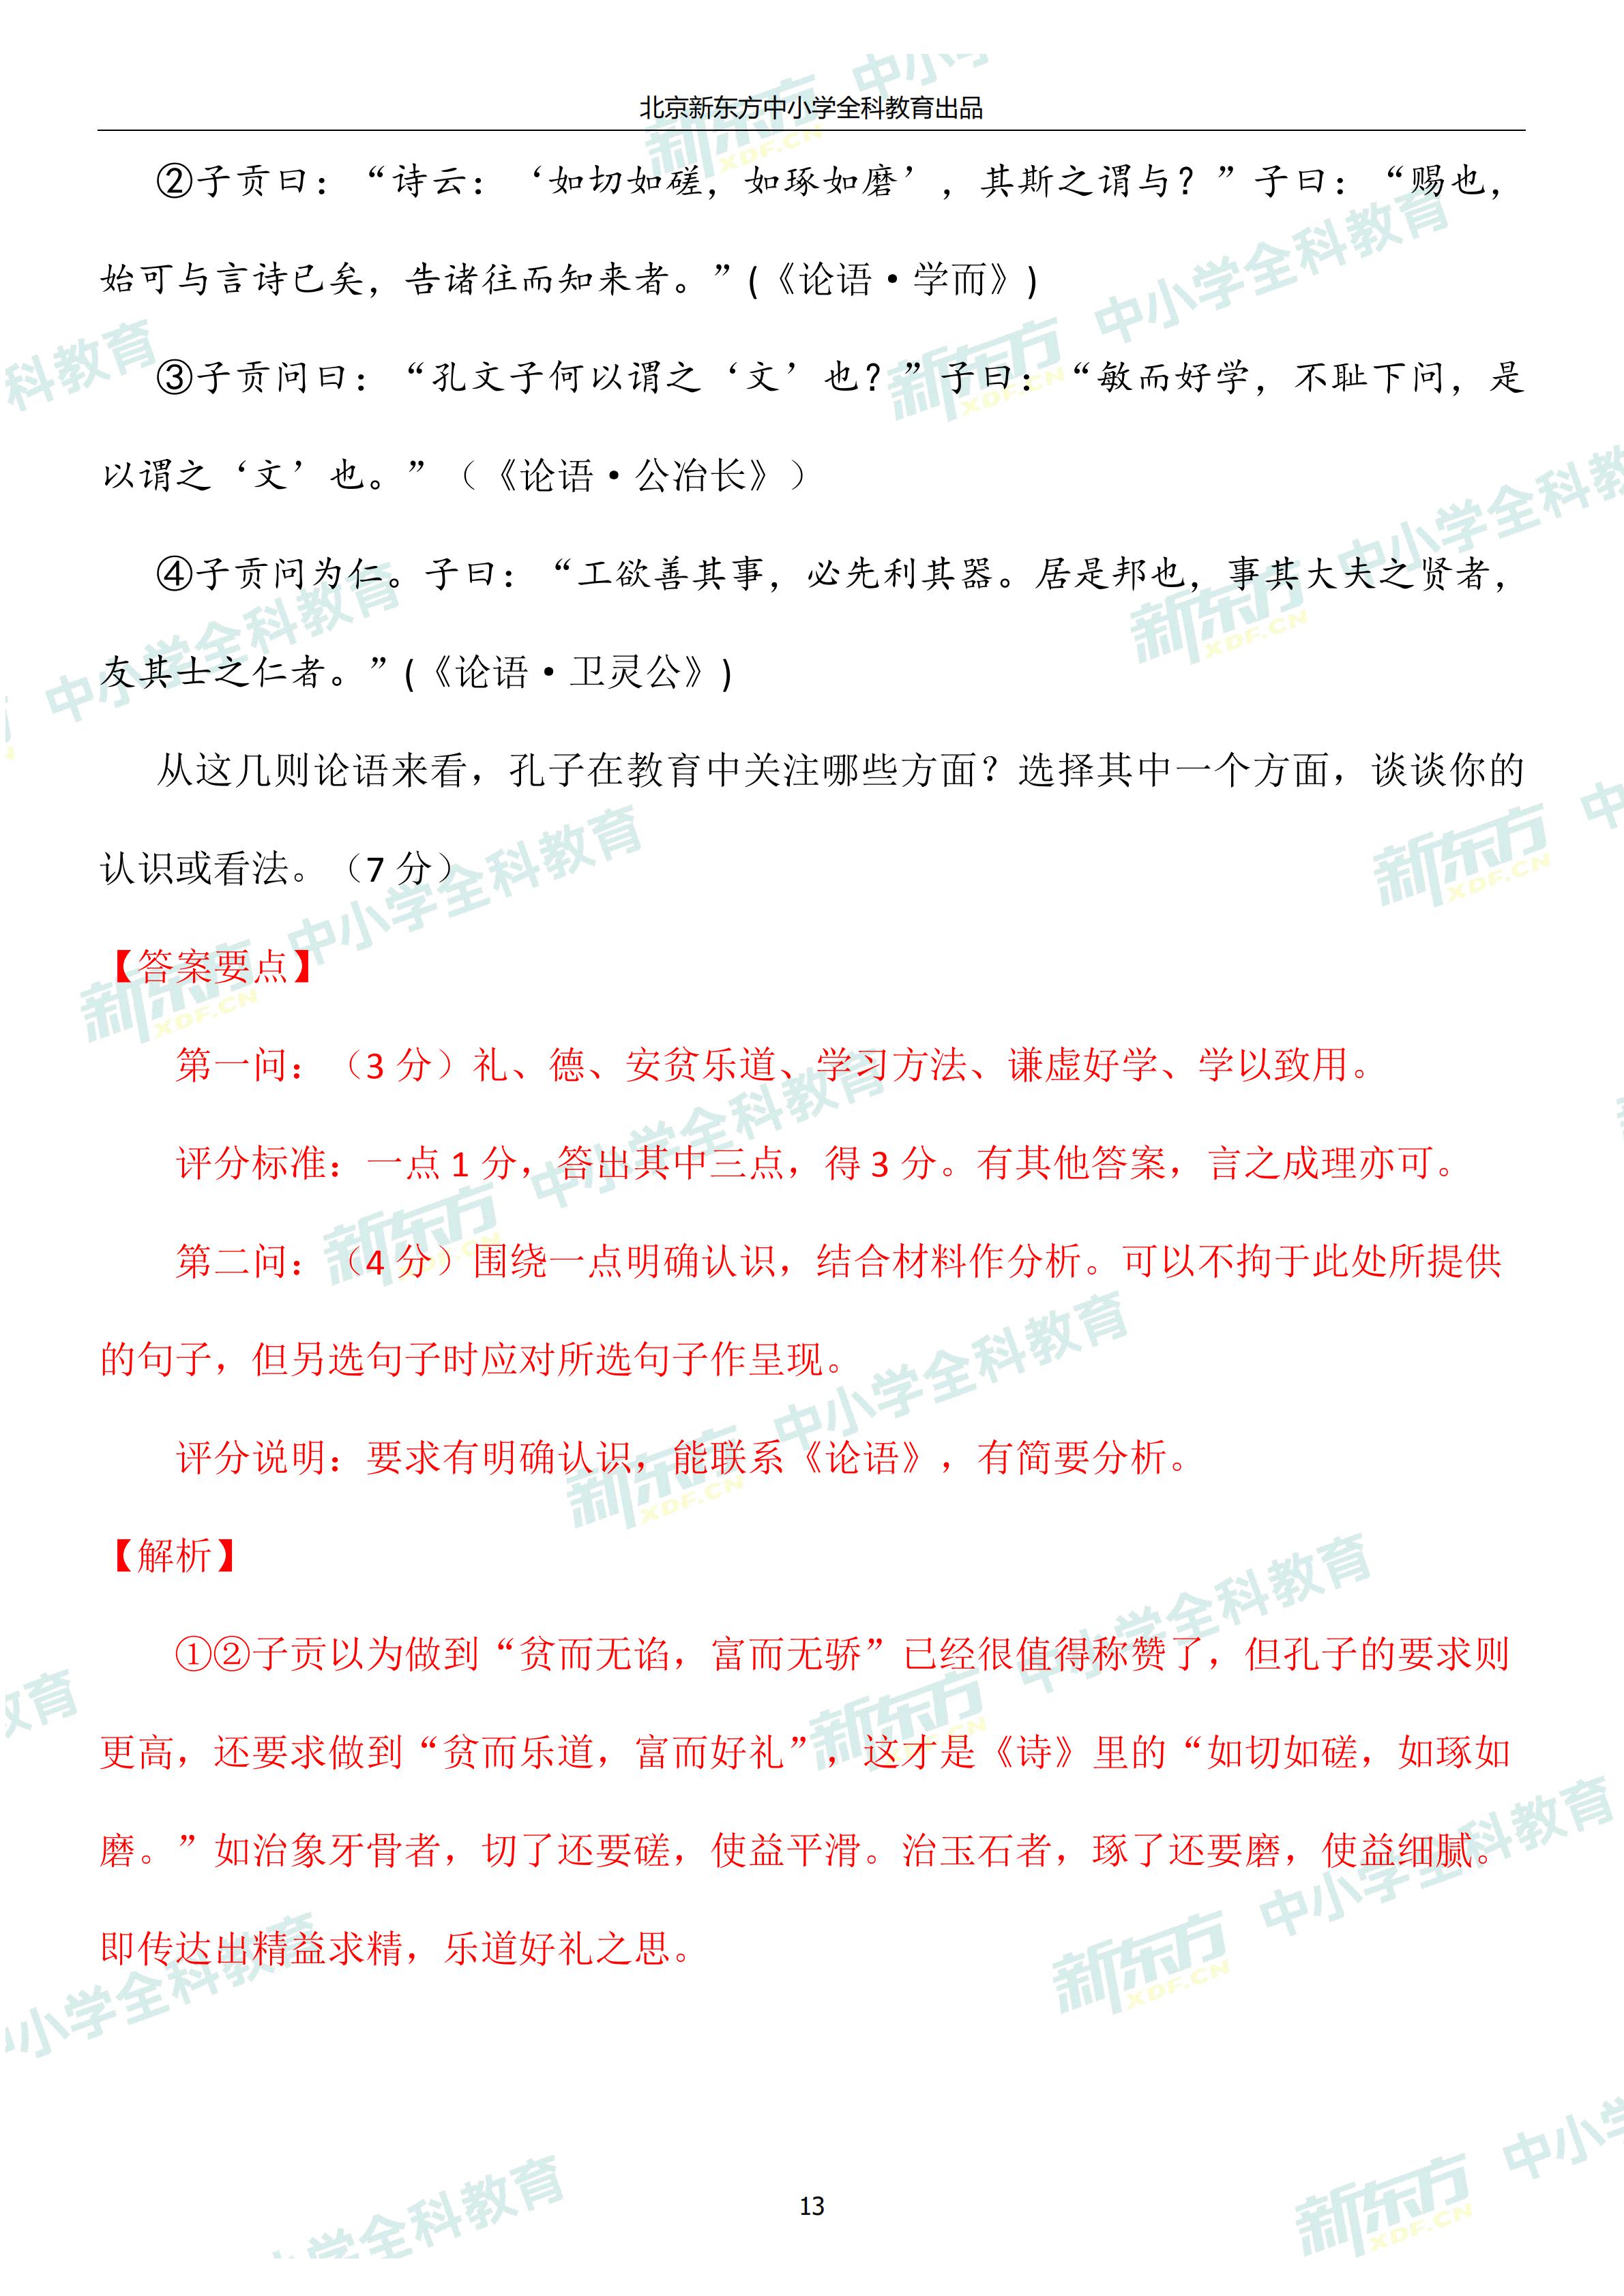 北京新东方中小学全科教育出品
②子贡曰：“诗云：‘如切如磋，如琢如磨’，其斯之谓与？”子曰：“赐也，
始可与言诗已矣，告诸往而知来者。”(《论语·学而》)
③子贡问曰：“孔文子何以谓之‘文’也？”子曰：“敏而好学，不耻下问，是
以谓之‘文’也。”（《论语·公冶长》）
④子贡问为仁。子曰：“工欲善其事，必先利其器。居是邦也，事其大夫之贤者，
友其士之仁者。”(《论语·卫灵公》)
从这几则论语来看，孔子在教育中关注哪些方面？选择其中一个方面，谈谈你的
认识或看法。（7 分）
【答案要点】
第一问：（3 分）礼、德、安贫乐道、学习方法、谦虚好学、学以致用。
评分标准：一点 1 分，答出其中三点，得 3 分。有其他答案，言之成理亦可。
第二问：（4 分）围绕一点明确认识，结合材料作分析。可以不拘于此处所提供
的句子，但另选句子时应对所选句子作呈现。
评分说明：要求有明确认识，能联系《论语》，有简要分析。
【解析】
①②子贡以为做到“贫而无谄，富而无骄”已经很值得称赞了，但孔子的要求则
更高，还要求做到“贫而乐道，富而好礼”，这才是《诗》里的“如切如磋，如琢如
磨。”如治象牙骨者，切了还要磋，使益平滑。治玉石者，琢了还要磨，使益细腻。
即传达出精益求精，乐道好礼之思。
13